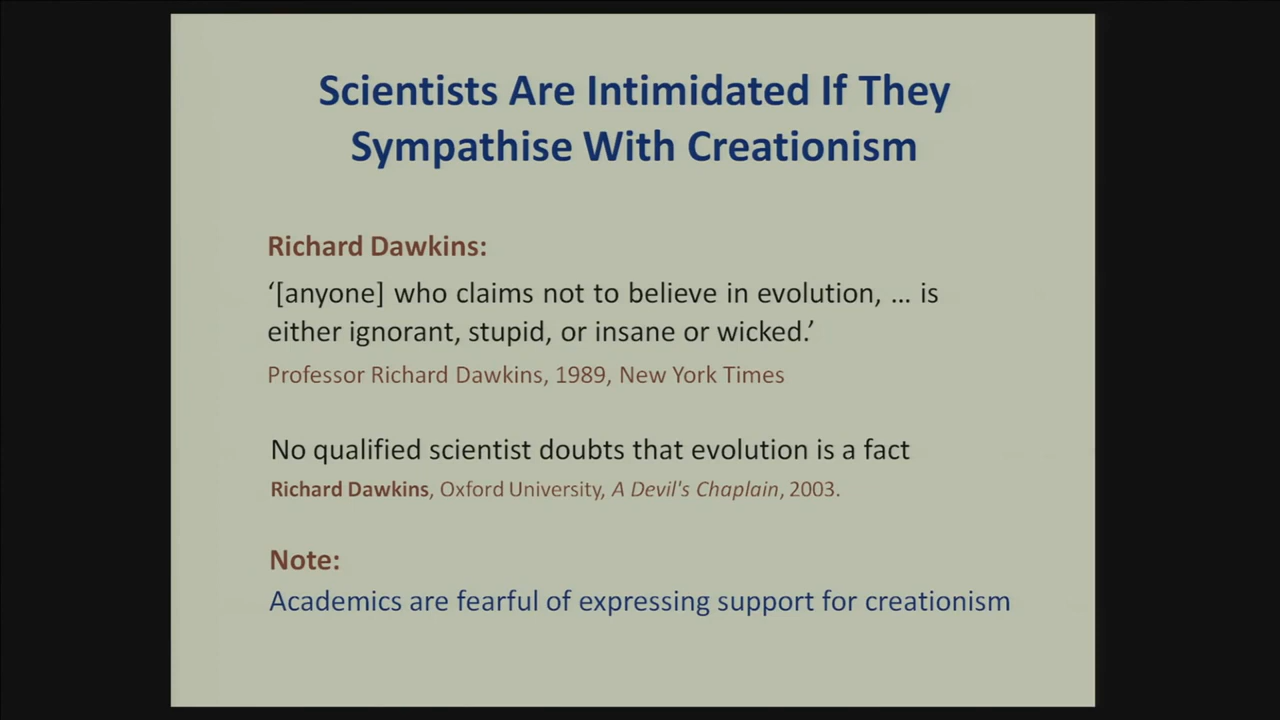 Scientists Are Intimidated If They
Sympathise With Creationism
Richard Dawkins:
‘[anyone] who claims not to believe in evolution, … is
either ignorant, stupid, or insane or wicked.’
Professor Richard Dawkins, 1989, New York Times
No qualified scientist doubts that evolution is a fact
Richard Dawkins, Oxford University, A Devil's Chaplain, 2003.
Note:
Academics are fearful of expressing support for creationism